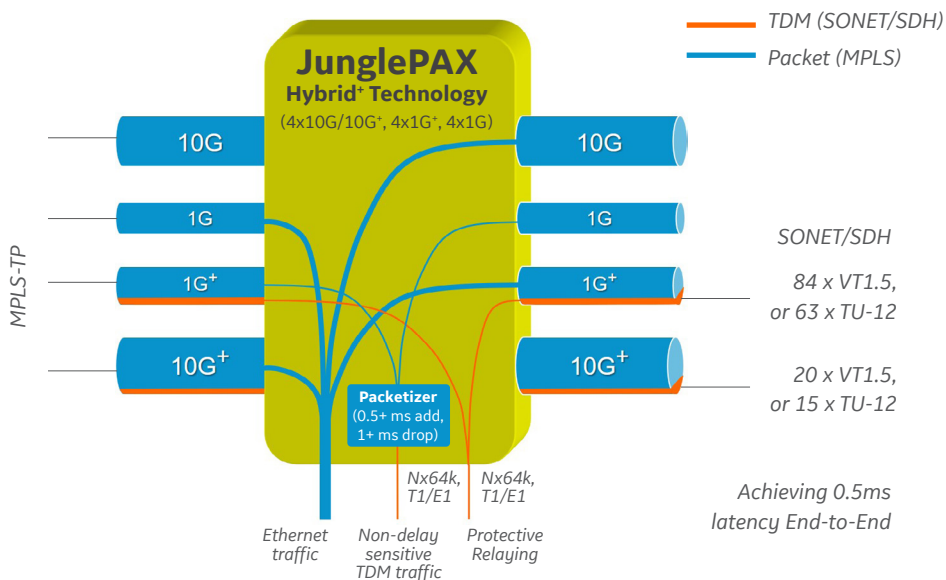 TDM (SONET/SDH)
Packet (MPLS)
JunglePAX
Hybrid⁺ Technology
(4x10G/10G⁺, 4x1G⁺, 4x1G)
MPLS-TP
10G
1G
1G⁺
10G⁺
10G
1G
1G⁺
10G⁺
SONET/SDH
84 x VT1.5,
or 63 x TU-12
20 x VT1.5,
or 15 x TU-12
Packetizer
(0.5+ ms add,
1+ ms drop)
Nx64k,
T1/E1
Nx64k,
T1/E1
Ethernet
traffic
Non-delay
sensitive
TDM traffic
Protective
Relaying
Achieving 0.5ms
latency End-to-End